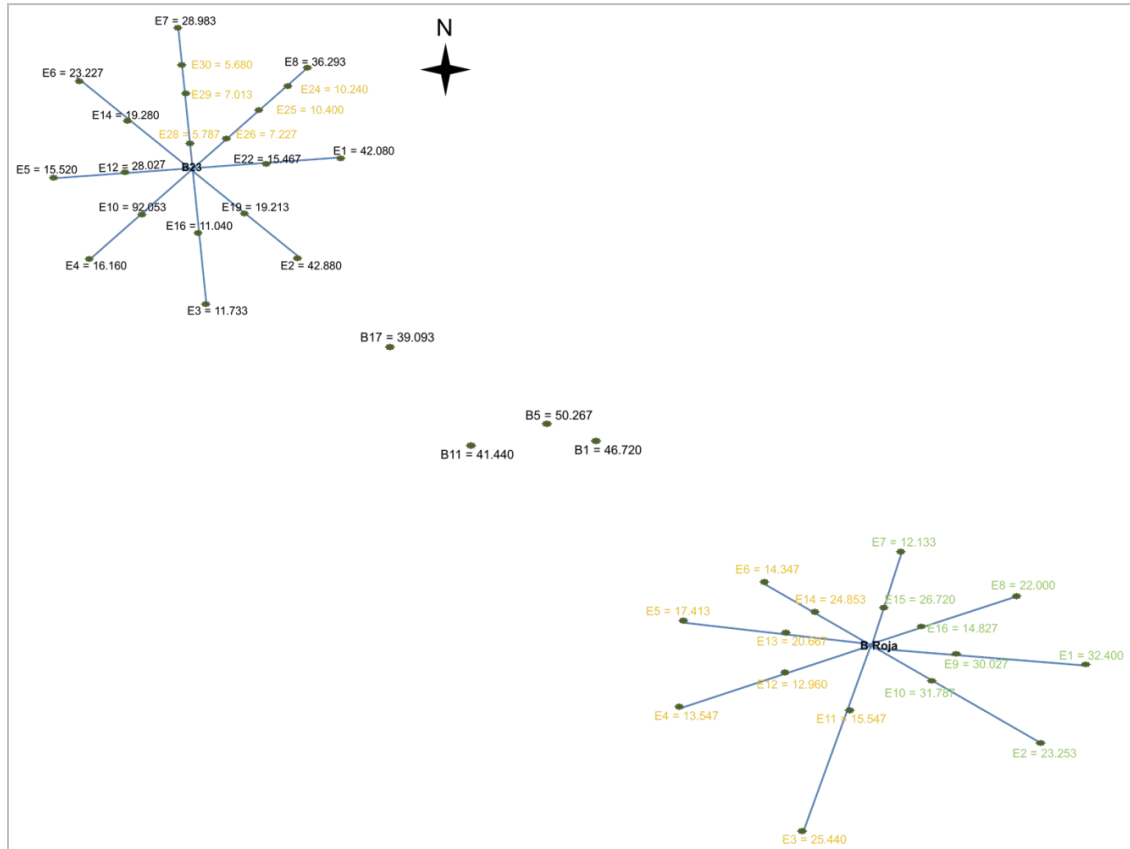 E7 = 28.983
N
E30 = 5.680
E8 = 36.293
E6 = 23.227
E29 = 7.013
E24 = 10.240
E25 = 10.400
E14 = 19.280
E28 = 5.787
E26 = 7.227
E1 = 42.080
E5 = 15.520
E12 = 28.027
B23
E22 = 15.467
E10 = 92.053
E19 = 19.213
E16 = 11.040
E4 = 16.160
E2 = 42.880
E3 = 11.733
B17 = 39.093
B5 = 50.267
B11 = 41.440
B1 = 46.720
E7 = 12.133
E6 = 14.347
E8 = 22.000
E14 = 24.853
E15 = 26.720
E5 = 17.413
E16 = 14.827
E13 = 20.667
B Roja
E1 = 32.400
E9 = 30.027
E12 = 12.960
E10 = 31.787
E4 = 13.547
E11 = 15.547
E2 = 23.253
E3 = 25.440